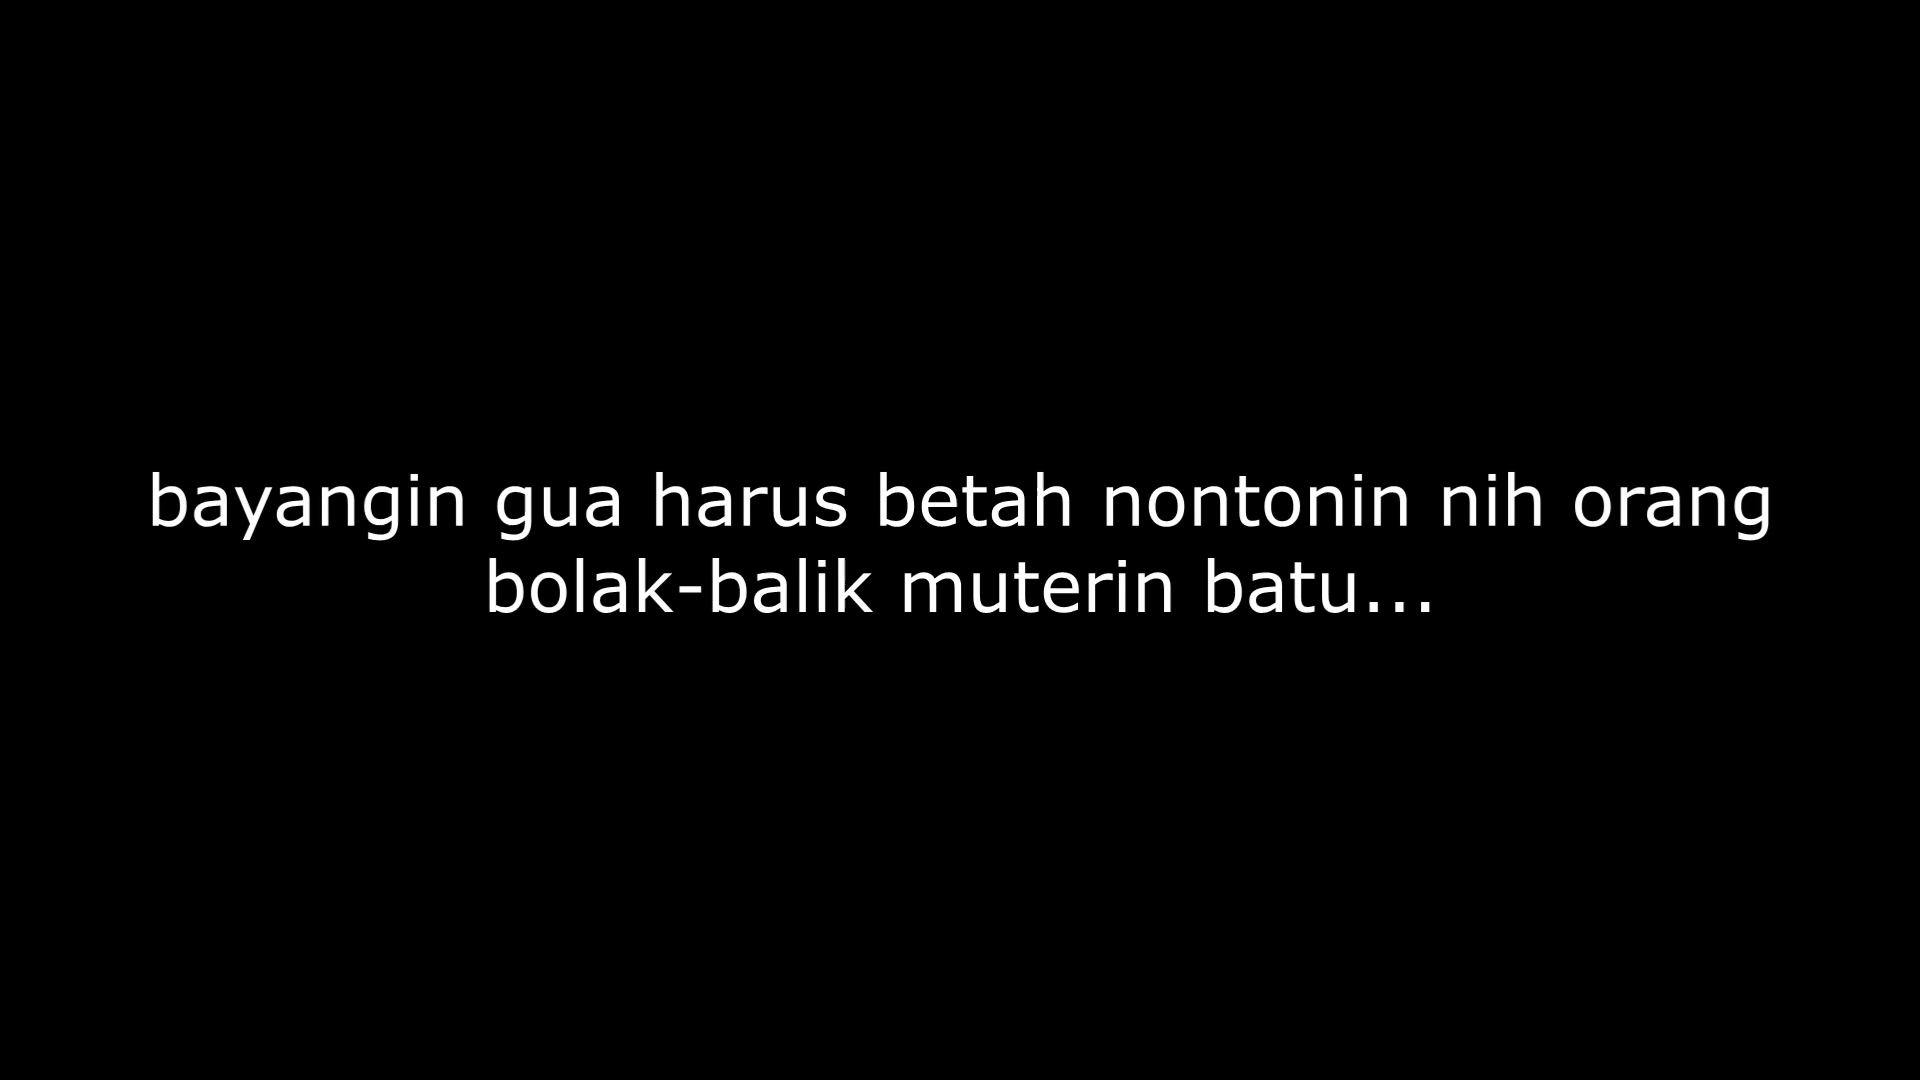 bayangin gua harus betah nontonin nih orang
bolak-balik muterin batu...